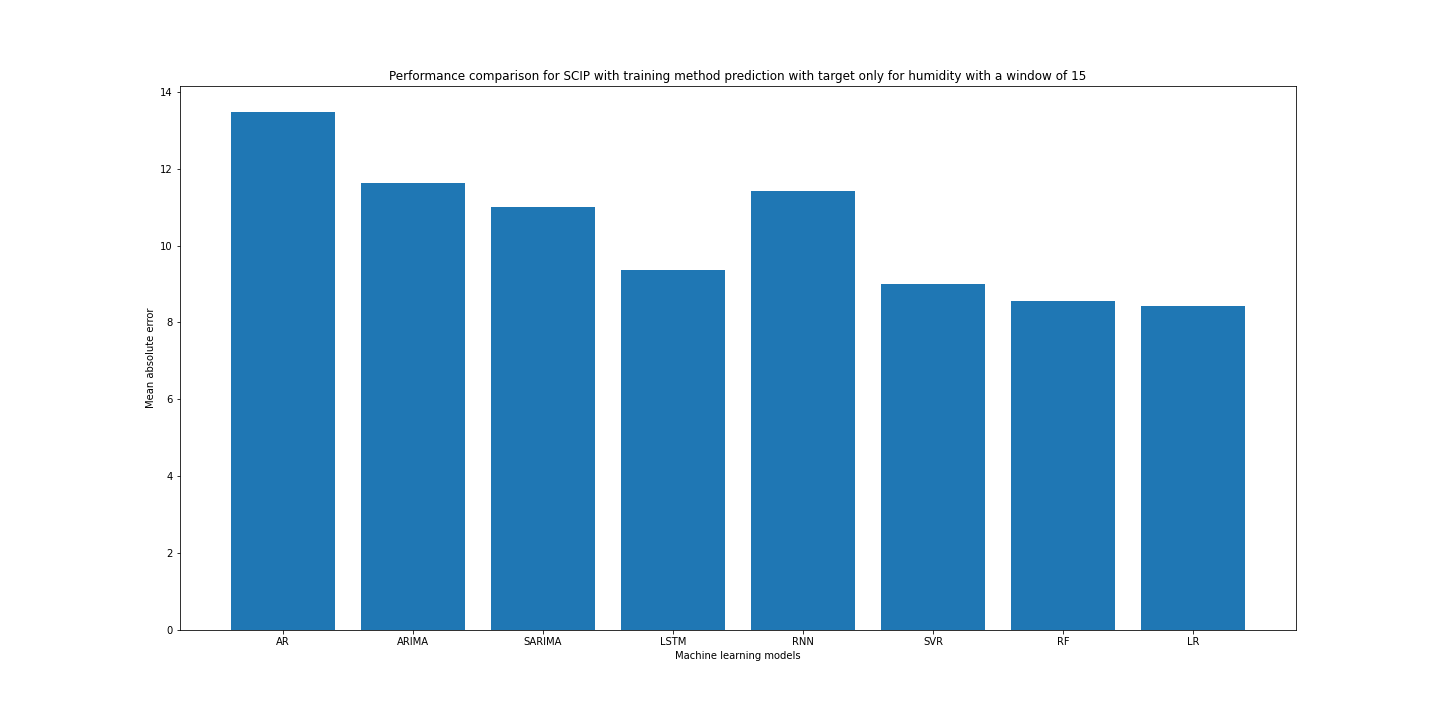 Performance comparison for SCIP with training method prediction with target only for humidity with a window of 15
14
12
10
8
6
4
2
0
Mean absolute error
AR ARIMA SARIMA LSTM RNN SVR RF LR
Machine learning models